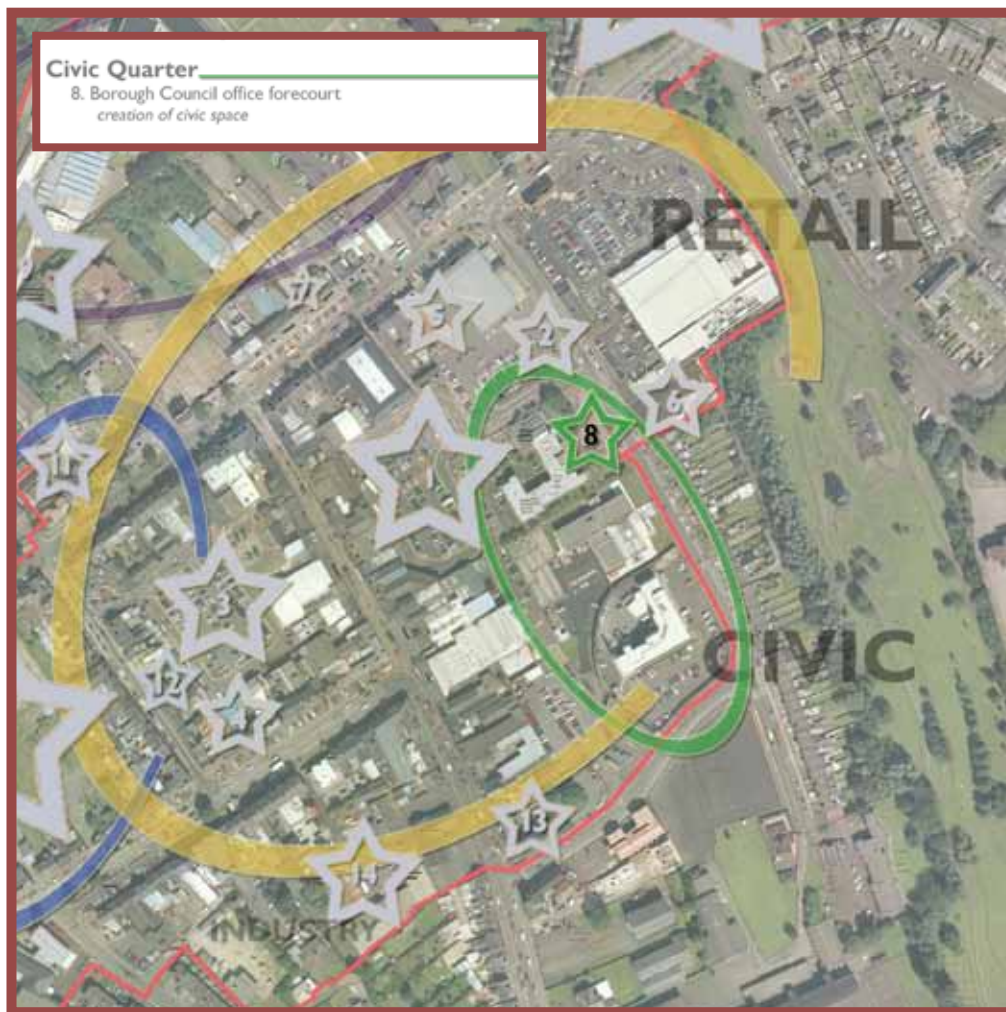 Civic Quarter
8. Borough Council office forecourt
creation of civic space
RETAIL
7
5
2
6
8
11
1
3
CIVIC
12
13
14
INDUSTRY